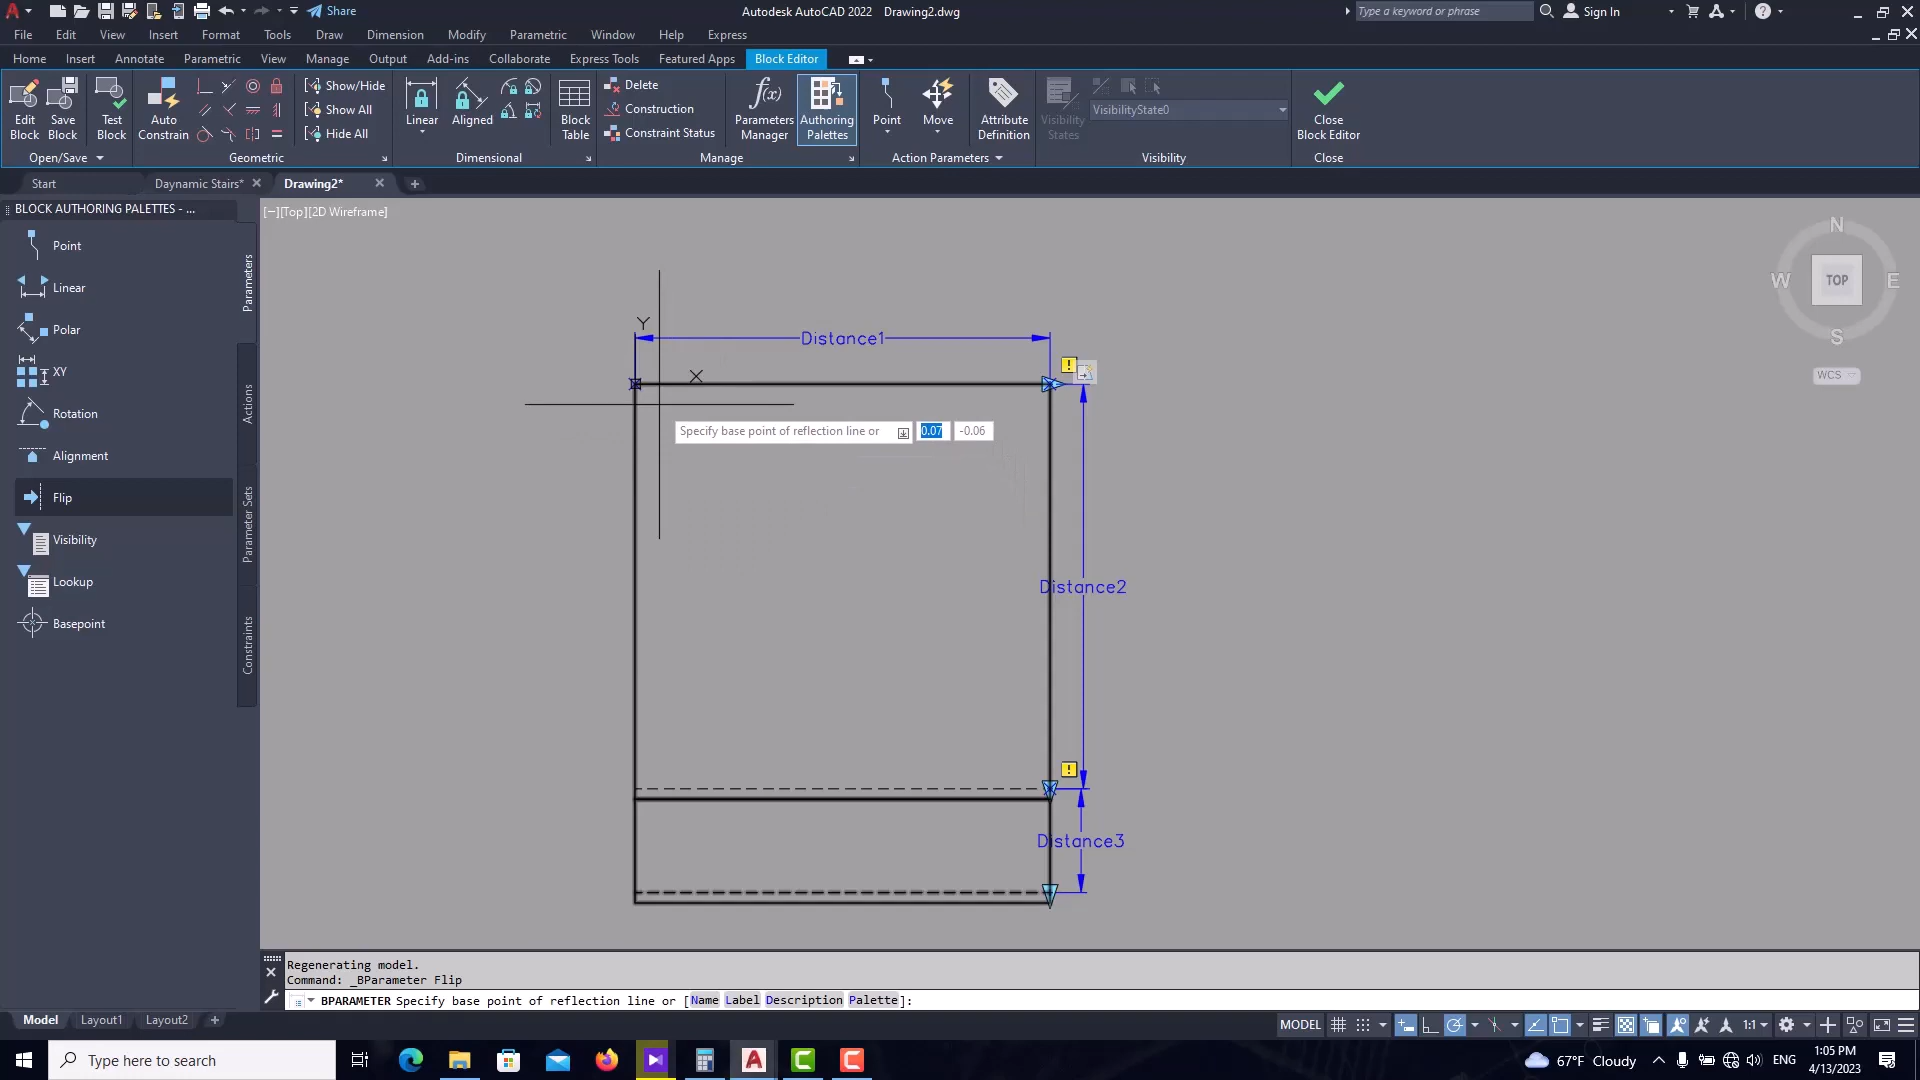 Share
Autodesk AutoCAD 2022 Drawing2.dwg
Type a keyword or phrase
Sign In
File Edit View Insert Format Tools Draw Dimension Modify Parametric Window Help Express
Home Insert Annotate Parametric View Manage Output Add-ins Collaborate Express Tools Featured Apps Block Editor
Edit Block
Save Block
Test Block
Auto Constrain
Show/Hide
Show All
Hide All
Linear
Aligned
Block Table
Delete
Construction
Constraint Status
Parameters Manager
Authoring Palettes
Point
Move
Attribute Definition
Visibility States
VisibilityState0
Close Block Editor
Open/Save Geometric Dimensional Manage Action Parameters Visibility Close
Start Daynamic Stairs* Drawing2*
BLOCK AUTHORING PALETTES - ...
[−][Top][2D Wireframe]
Point
Linear
Polar
XY
Rotation
Alignment
Flip
Visibility
Lookup
Basepoint
Parameters
Actions
Parameter Sets
Constraints
N
W TOP E
S
WCS
Y
Distance1
X
Specify base point of reflection line or 0.07 -0.06
Distance2
Distance3
Regenerating model.
Command: _BParameter Flip
BPARAMETER Specify base point of reflection line or [Name Label Description Palette]:
Model Layout1 Layout2
MODEL 1:1
Type here to search
67°F Cloudy
ENG
1:05 PM
4/13/2023